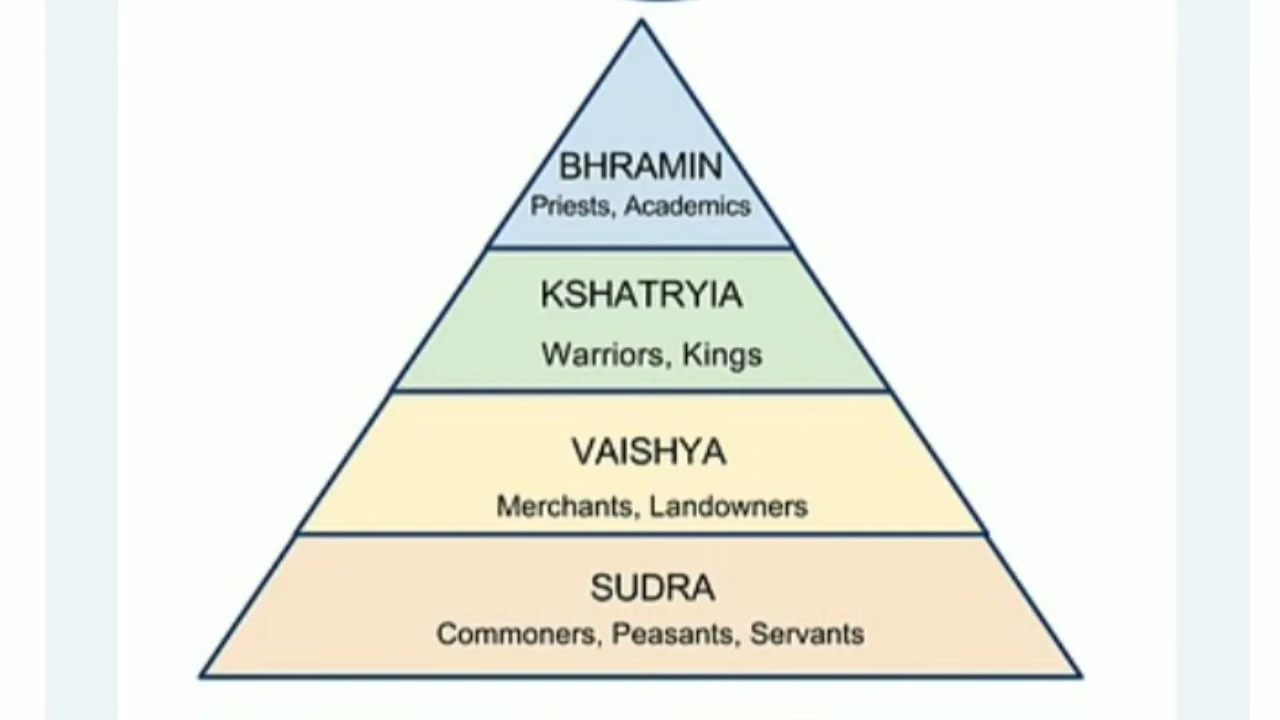 BHRAMIN
Priests, Academics
KSHATRYIA
Warriors, Kings
VAISHYA
Merchants, Landowners
SUDRA
Commoners, Peasants, Servants